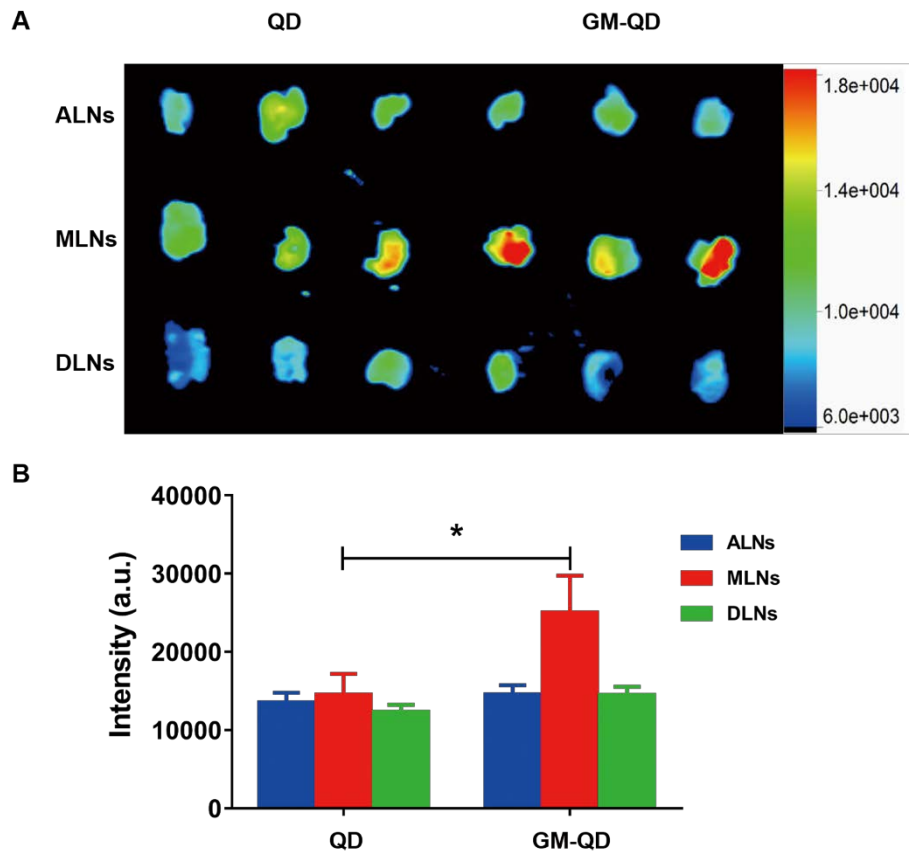 A
QD
GM-QD
ALNs
MLNs
DLNs
1.8e+004
1.4e+004
1.0e+004
6.0e+003
B
Intensity (a.u.)
40000
30000
20000
10000
0
*
QD
GM-QD
ALNs
MLNs
DLNs